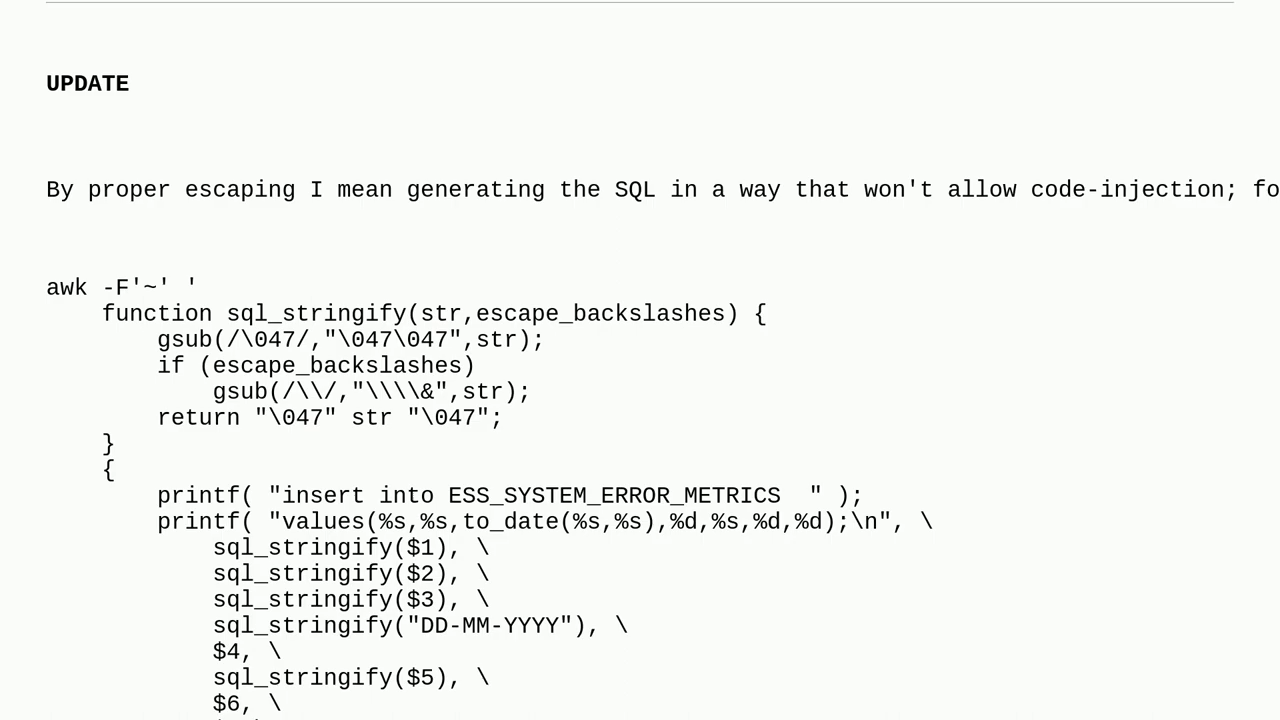 UPDATE
By proper escaping I mean generating the SQL in a way that won't allow code-injection; fo
awk -F'~' '
    function sql_stringify(str,escape_backslashes) {
        gsub(/\047/,"\047\047",str);
        if (escape_backslashes)
            gsub(/\\/,"\\\\&",str);
        return "\047" str "\047";
    }
    {
        printf( "insert into ESS_SYSTEM_ERROR_METRICS  " );
        printf( "values(%s,%s,to_date(%s,%s),%d,%s,%d,%d);\n", \
            sql_stringify($1), \
            sql_stringify($2), \
            sql_stringify($3), \
            sql_stringify("DD-MM-YYYY"), \
            $4, \
            sql_stringify($5), \
            $6, \